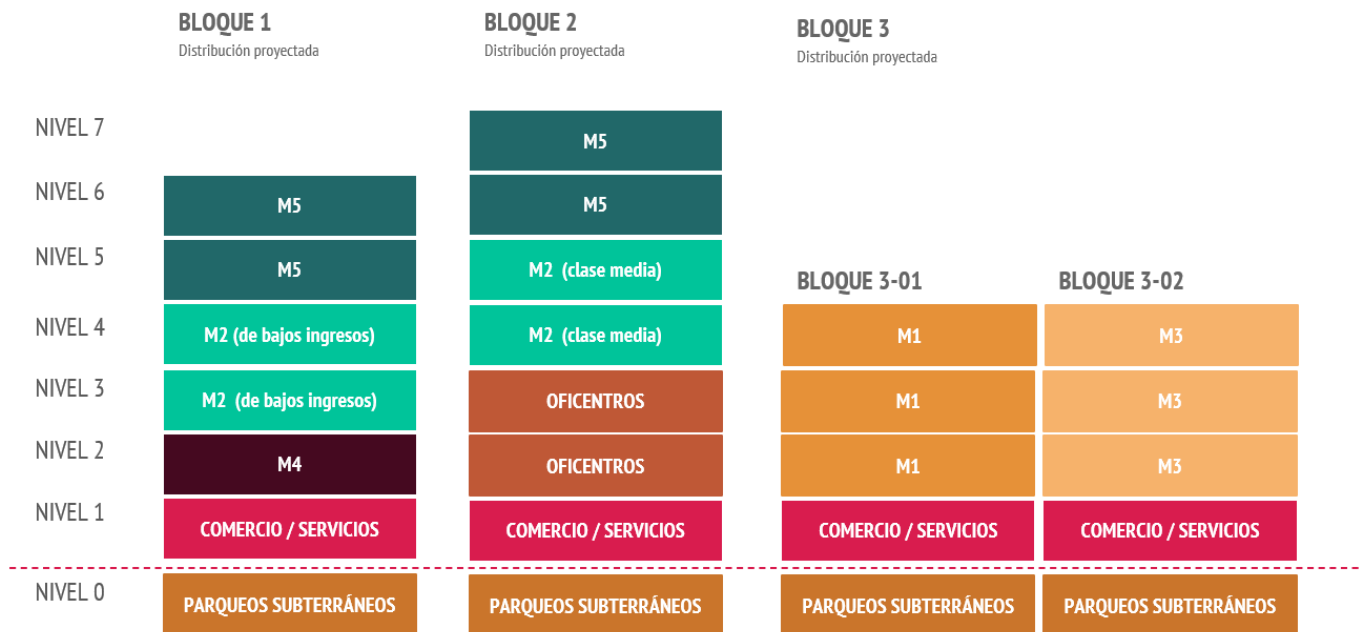 BLOQUE 1
Distribución proyectada
BLOQUE 2
Distribución proyectada
BLOQUE 3
Distribución proyectada
NIVEL 7
M5
NIVEL 6
M5
M5
NIVEL 5
M5
M2 (clase media)
BLOQUE 3-01
BLOQUE 3-02
NIVEL 4
M2 (de bajos ingresos)
M2 (clase media)
M1
M3
NIVEL 3
M2 (de bajos ingresos)
OFICENTROS
M1
M3
NIVEL 2
M4
OFICENTROS
M1
M3
NIVEL 1
COMERCIO / SERVICIOS
COMERCIO / SERVICIOS
COMERCIO / SERVICIOS
COMERCIO / SERVICIOS
NIVEL 0
PARQUEOS SUBTERRÁNEOS
PARQUEOS SUBTERRÁNEOS
PARQUEOS SUBTERRÁNEOS
PARQUEOS SUBTERRÁNEOS